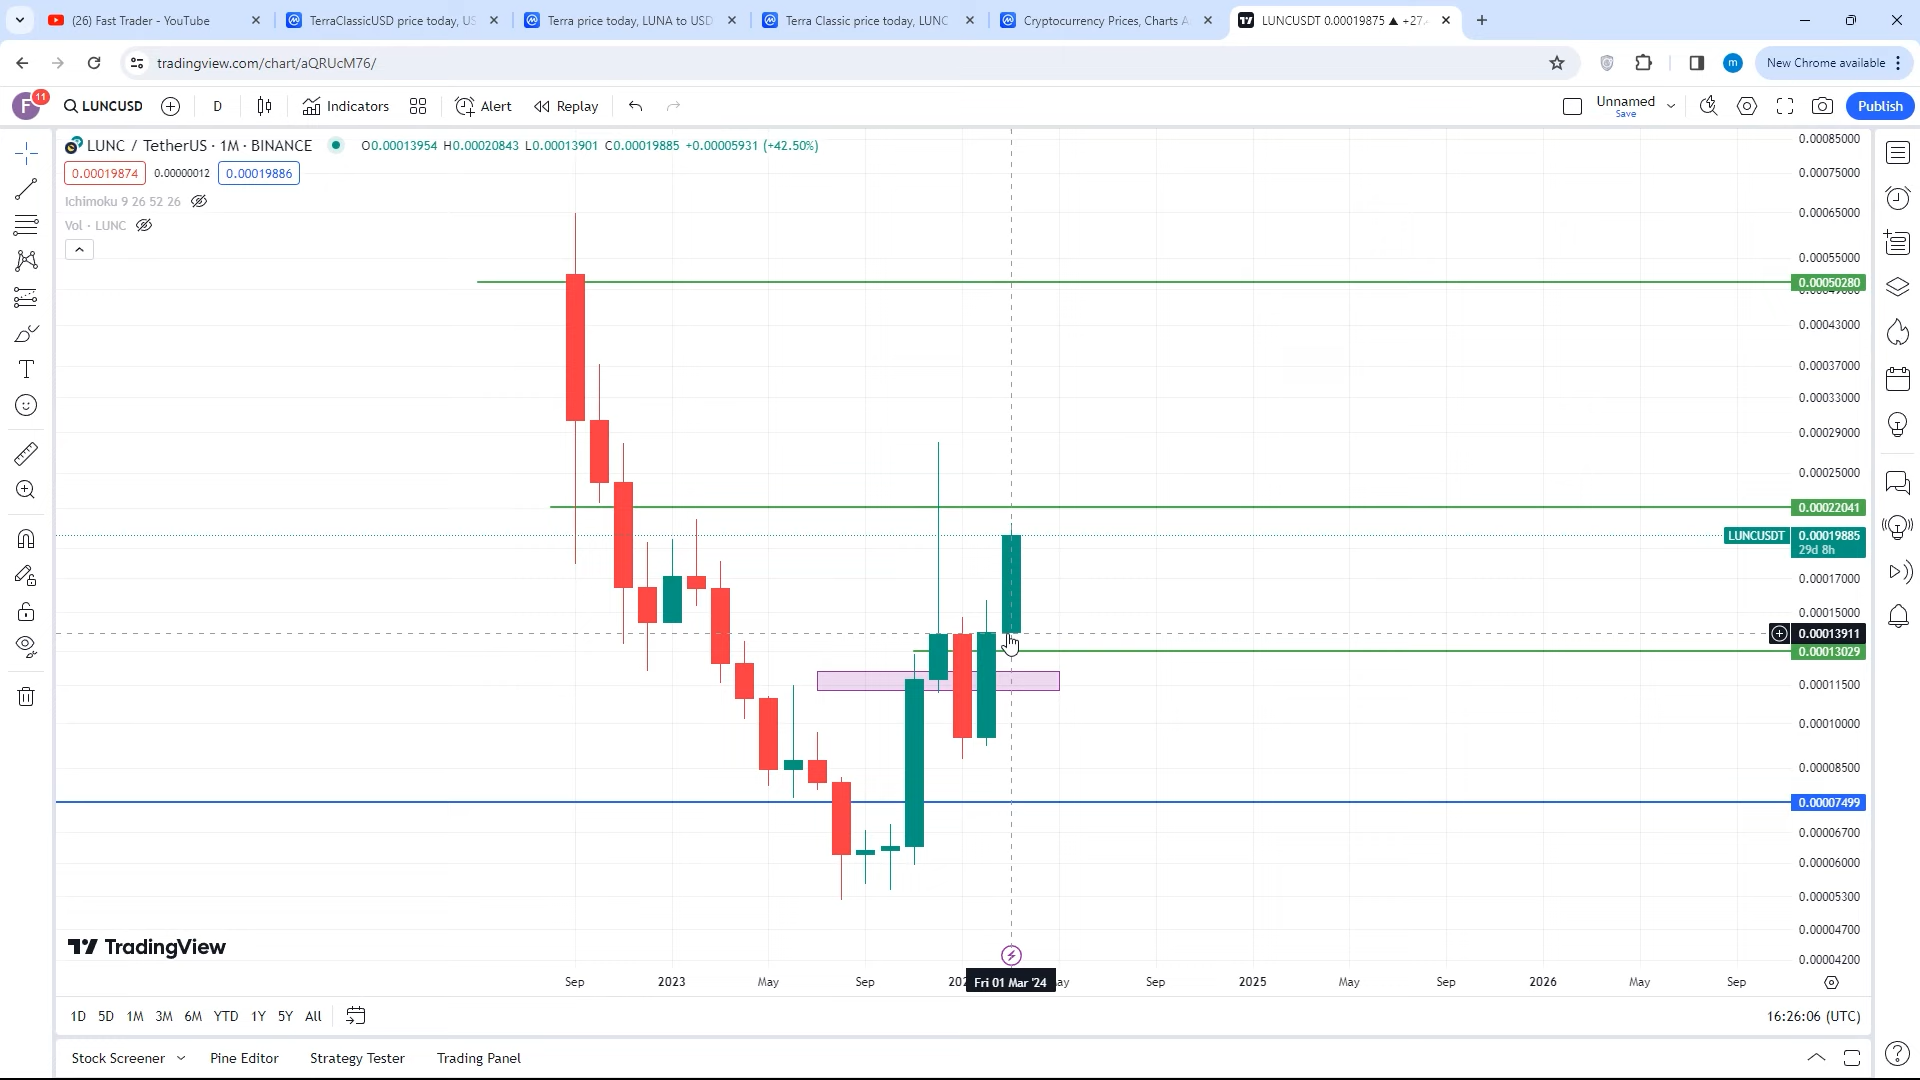 (26) Fast Trader - YouTube
TerraClassicUSD price today, US
Terra price today, LUNA to USD
Terra Classic price today, LUNC
Cryptocurrency Prices, Charts A
LUNCUSDT 0.00019875 ▲ +27.
tradingview.com/chart/aQRUcM76/
m
New Chrome available
F 11
LUNCUSD
D
Indicators
Alert
Replay
Unnamed
Save
Publish
LUNC / TetherUS · 1M · BINANCE
O0.00013954 H0.00020843 L0.00013901 C0.00019885 +0.00005931 (+42.50%)
0.00019874
0.00000012
0.00019886
Ichimoku 9 26 52 26
Vol · LUNC
0.00085000
0.00075000
0.00065000
0.00055000
0.00050280
0.00043000
0.00037000
0.00033000
0.00029000
0.00025000
0.00022041
LUNCUSDT
0.00019885
29d 8h
0.00017000
0.00015000
0.00013911
0.00013029
0.00011500
0.00010000
0.00008500
0.00007499
0.00006700
0.00006000
0.00005300
0.00004700
0.00004200
TradingView
Sep
2023
May
Sep
202
Fri 01 Mar '24
ay
Sep
2025
May
Sep
2026
May
Sep
1D 5D 1M 3M 6M YTD 1Y 5Y All
16:26:06 (UTC)
Stock Screener
Pine Editor
Strategy Tester
Trading Panel